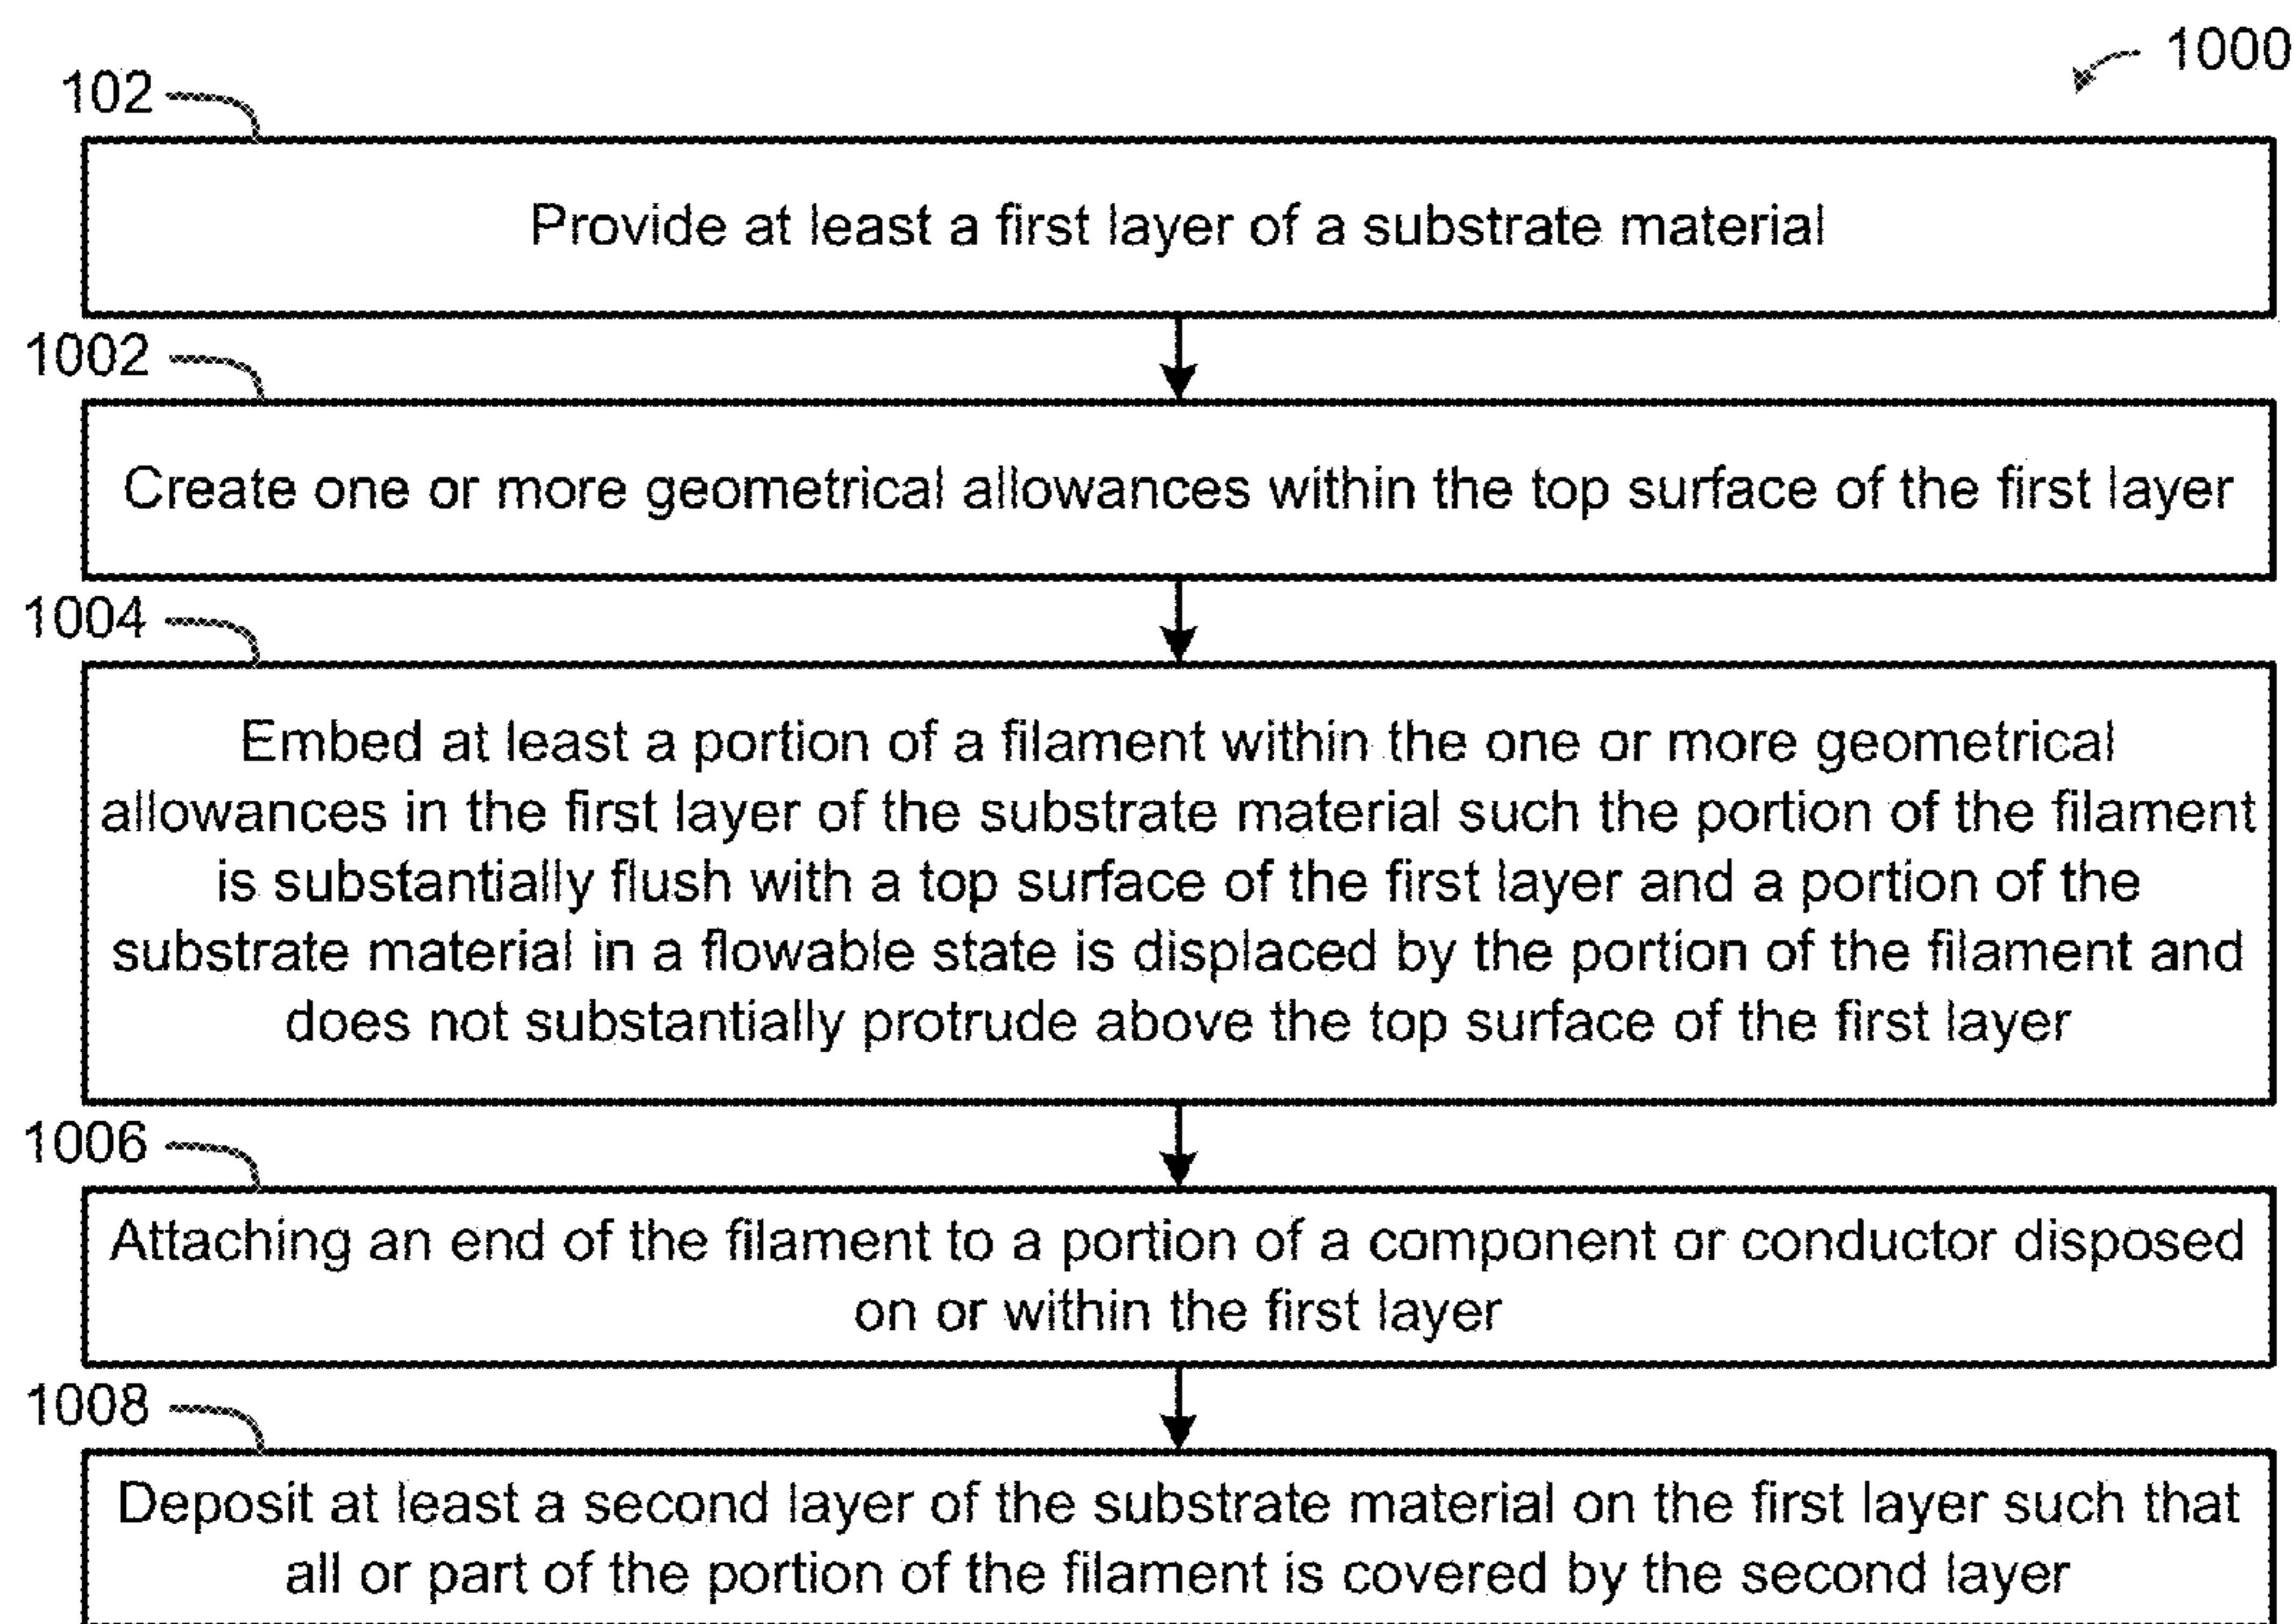 1000
102
Provide at least a first layer of a substrate material
1002
Create one or more geometrical allowances within the top surface of the first layer
1004
Embed at least a portion of a filament within the one or more geometrical
allowances in the first layer of the substrate material such the portion of the filament
is substantially flush with a top surface of the first layer and a portion of the
substrate material in a flowable state is displaced by the portion of the filament and
does not substantially protrude above the top surface of the first layer
1006
Attaching an end of the filament to a portion of a component or conductor disposed
on or within the first layer
1008
Deposit at least a second layer of the substrate material on the first layer such that
all or part of the portion of the filament is covered by the second layer